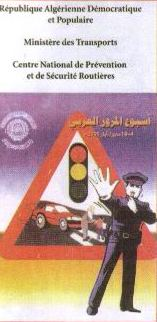 République Algérienne Démocratique
et Populaire
Ministère des Transports
Centre National de Prévention
et de Sécurité Routières
أسبوع المرور العربي